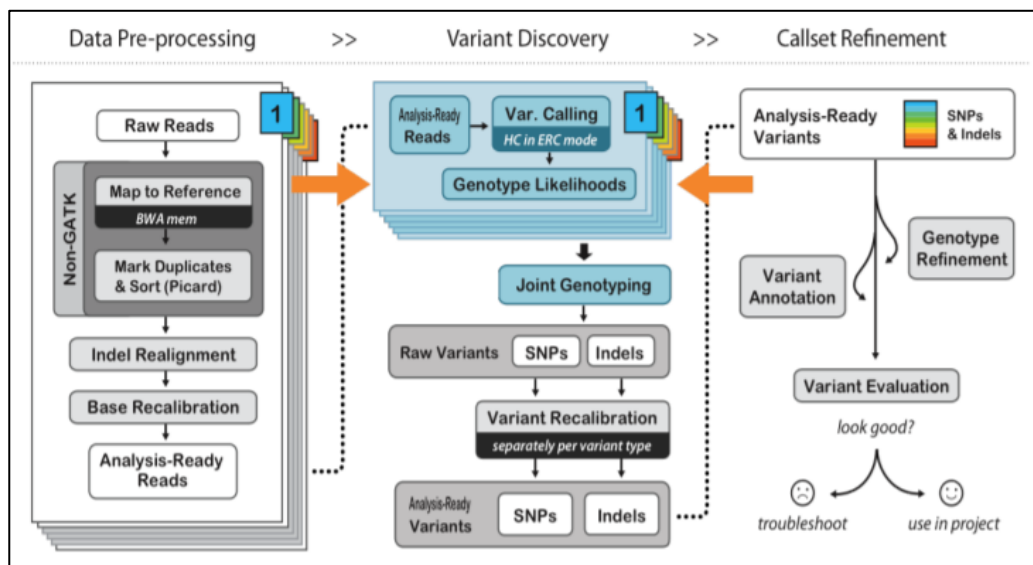 Data Pre-processing >> Variant Discovery >> Callset Refinement
1
Raw Reads
Non-GATK
Map to Reference
BWA mem
Mark Duplicates
& Sort (Picard)
Indel Realignment
Base Recalibration
Analysis-Ready
Reads
1
Analysis-Ready
Reads
Var. Calling
HC in ERC mode
Genotype Likelihoods
Joint Genotyping
Raw Variants
SNPs
Indels
Variant Recalibration
separately per variant type
Analysis-Ready
Variants
SNPs
Indels
Analysis-Ready
Variants
SNPs
& Indels
Genotype
Refinement
Variant
Annotation
Variant Evaluation
look good?
troubleshoot
use in project